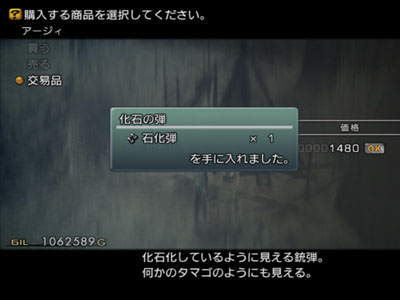 購入する商品を選択してください。
アージィ
買う
売る
交易品
化石の弾
石化弾 × 1
を手に入れました。
価格
00001480 OK
GIL 1062589 G
化石化しているように見える銃弾。
何かのタマゴのようにも見える。